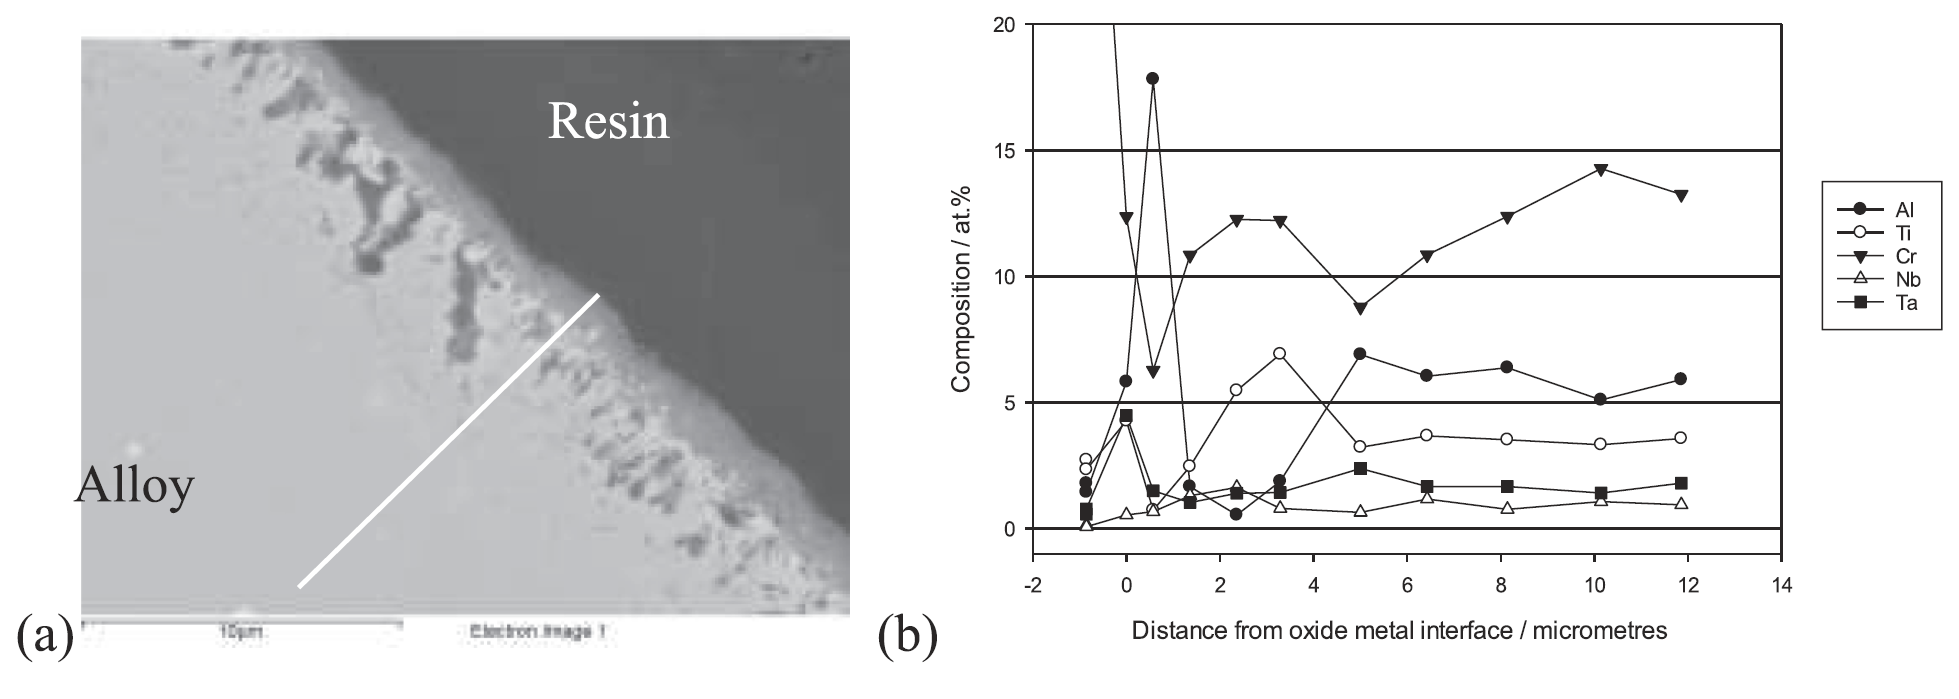 Resin
Alloy
10μm
Electron Image 1
(a)
20
15
10
5
0
Composition / at.%
-2 0 2 4 6 8 10 12 14
Distance from oxide metal interface / micrometres
(b)
Al
Ti
Cr
Nb
Ta